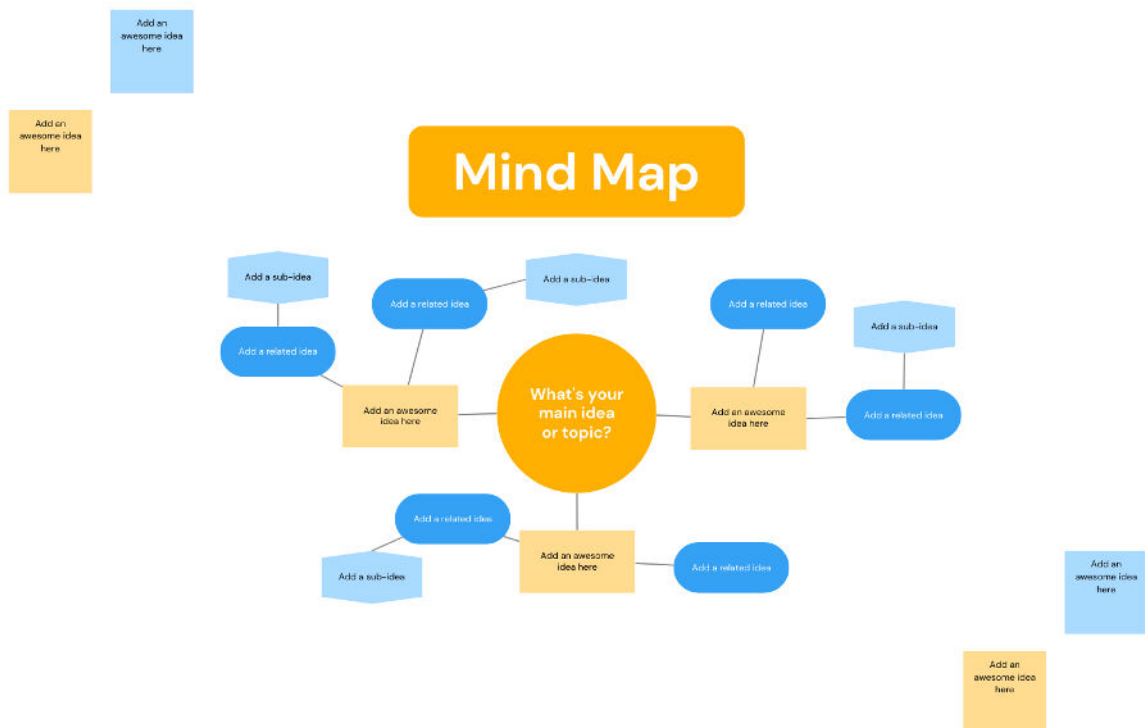 Add an
awesome idea
here
Add an
awesome idea
here
Mind Map
Add a sub-idea
Add a sub-idea
Add a related idea
Add a related idea
Add a related idea
Add a sub-idea
Add an awesome
idea here
What's your
main idea
or topic?
Add an awesome
idea here
Add a related idea
Add a related idea
Add an awesome
idea here
Add a related idea
Add a sub-idea
Add an
awesome idea
here
Add an
awesome idea
here